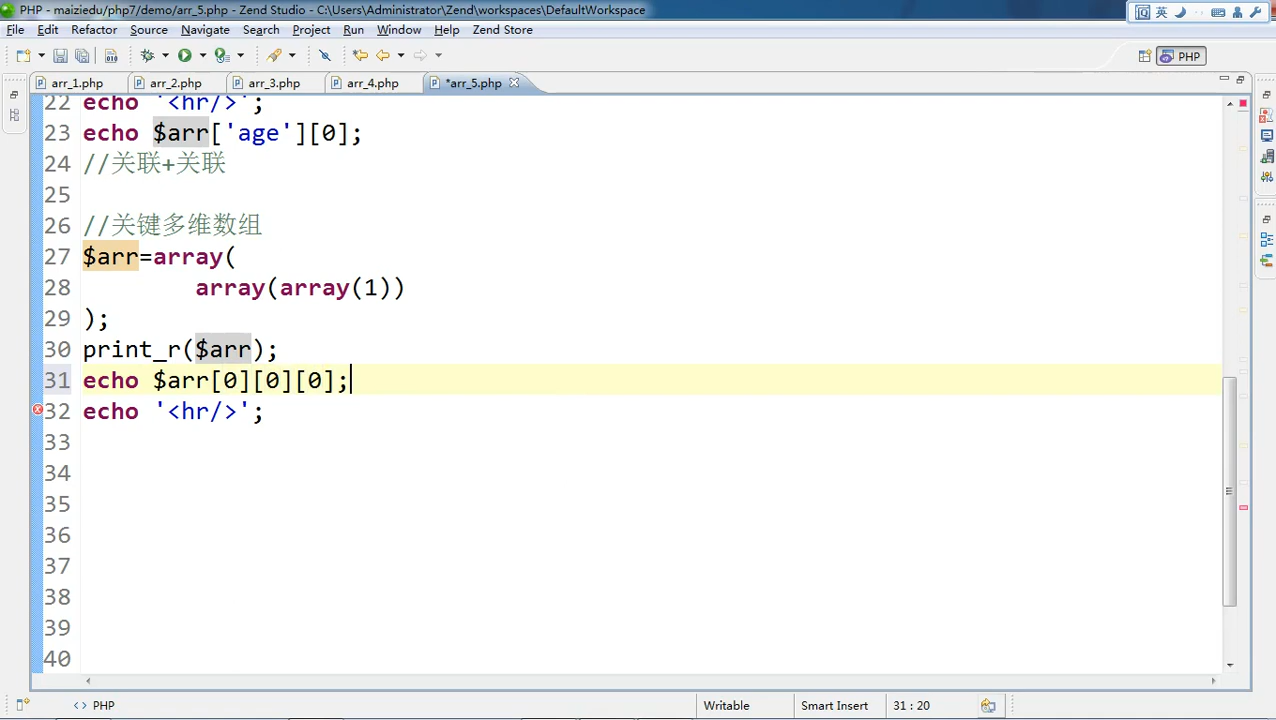 PHP - maiziedu/php7/demo/arr_5.php - Zend Studio - C:\Users\Administrator\Zend\workspaces\DefaultWorkspace
英
File Edit Refactor Source Navigate Search Project Run Window Help Zend Store
PHP
arr_1.php arr_2.php arr_3.php arr_4.php *arr_5.php
22 echo '<hr/>';
23 echo $arr['age'][0];
24 //关联+关联
25
26 //关键多维数组
27 $arr=array(
28 array(array(1))
29 );
30 print_r($arr);
31 echo $arr[0][0][0];
32 echo '<hr/>';
33
34
35
36
37
38
39
40
<> PHP Writable Smart Insert 31 : 20